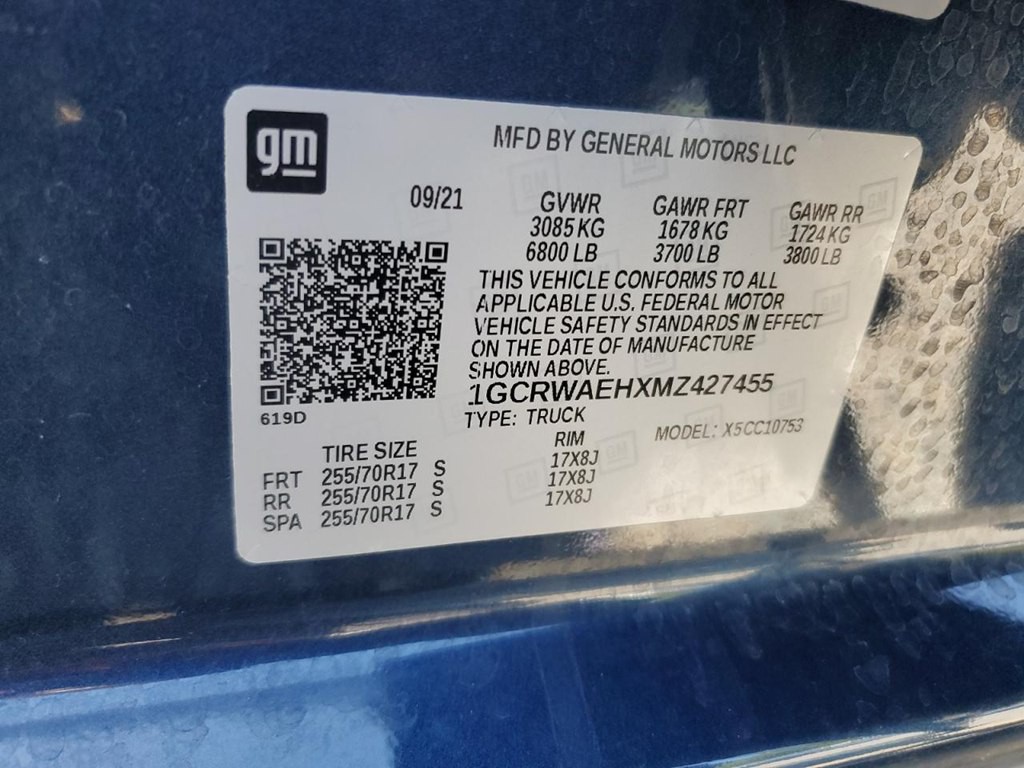 gm
MFD BY GENERAL MOTORS LLC
09/21
GVWR
3085 KG
6800 LB
GAWR FRT
1678 KG
3700 LB
GAWR RR
1724 KG
3800 LB
THIS VEHICLE CONFORMS TO ALL
APPLICABLE U.S. FEDERAL MOTOR
VEHICLE SAFETY STANDARDS IN EFFECT
ON THE DATE OF MANUFACTURE
SHOWN ABOVE.
1GCRWAEHXMZ427455
619D
TYPE: TRUCK
MODEL: X5CC10753
TIRE SIZE
RIM
FRT 255/70R17 S 17X8J
RR 255/70R17 S 17X8J
SPA 255/70R17 S 17X8J